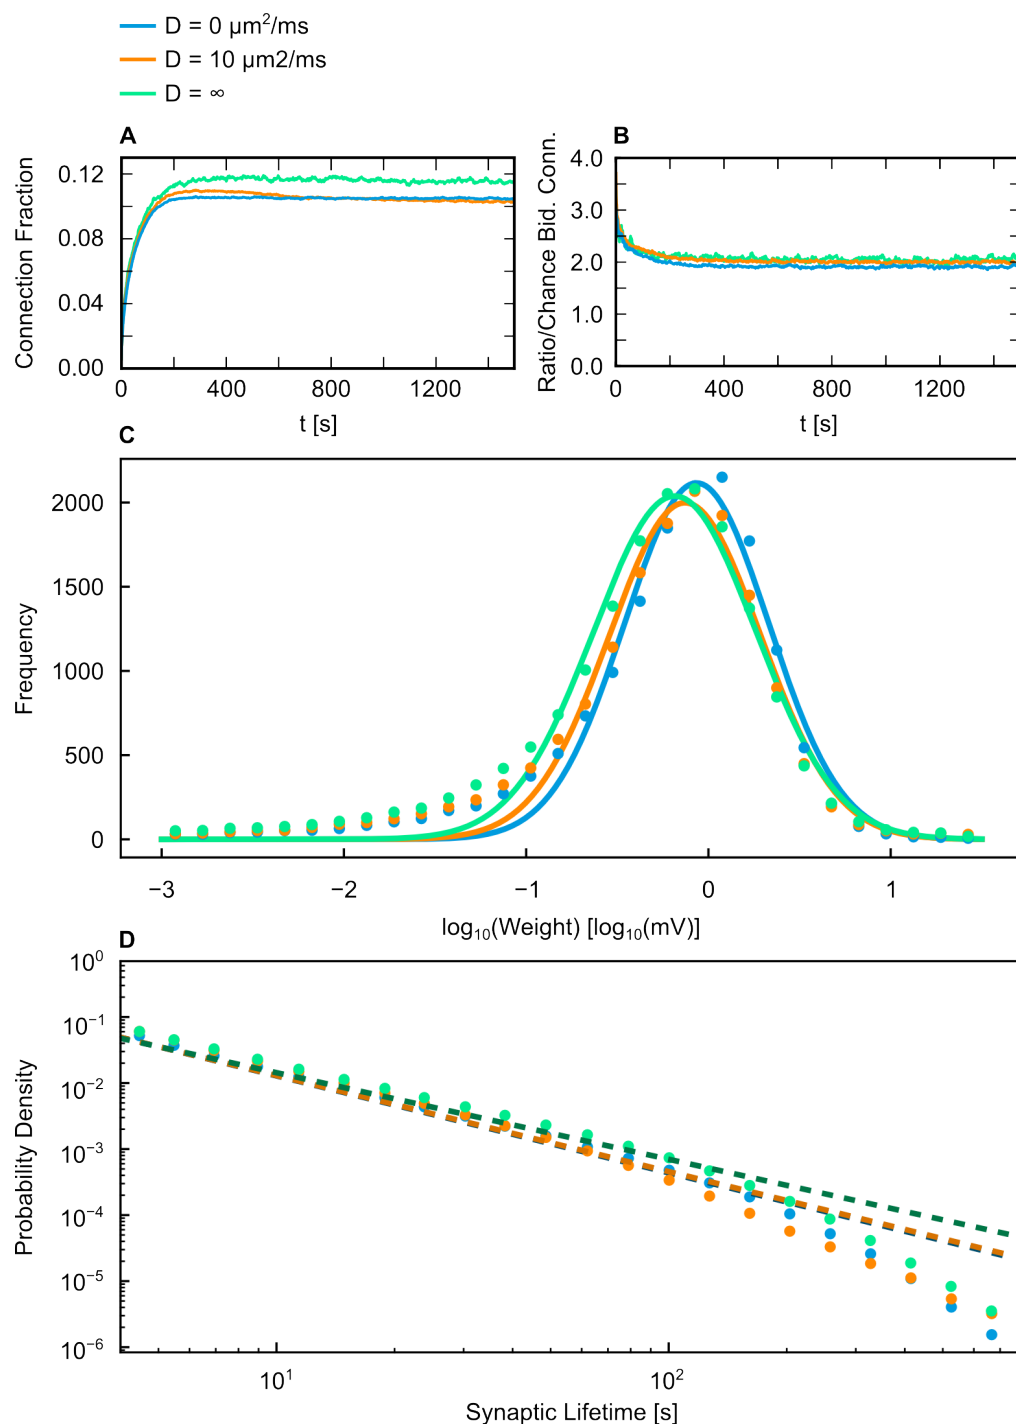 D = 0 µm²/ms
D = 10 µm2/ms
D = ∞
A
Connection Fraction
0.12
0.08
0.04
0.00
0 400 800 1200
t [s]
B
Ratio/Chance Bid. Conn.
4.0
3.0
2.0
1.0
0.0
0 400 800 1200
t [s]
C
Frequency
2000
1500
1000
500
0
−3 −2 −1 0 1
log₁₀(Weight) [log₁₀(mV)]
D
Probability Density
10⁰
10⁻¹
10⁻²
10⁻³
10⁻⁴
10⁻⁵
10⁻⁶
10¹ 10²
Synaptic Lifetime [s]